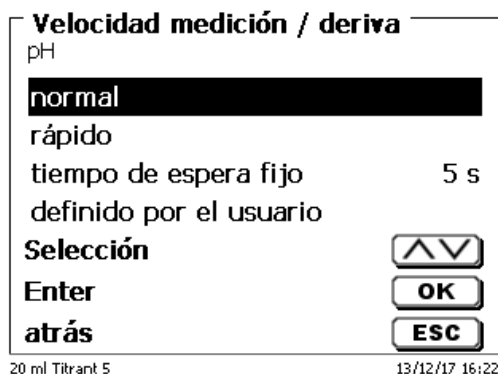 Velocidad medición / deriva
pH
normal
rápido
tiempo de espera fijo 5 s
definido por el usuario
Selección
Enter OK
atrás ESC
20 ml Titrant 5 13/12/17 16:22